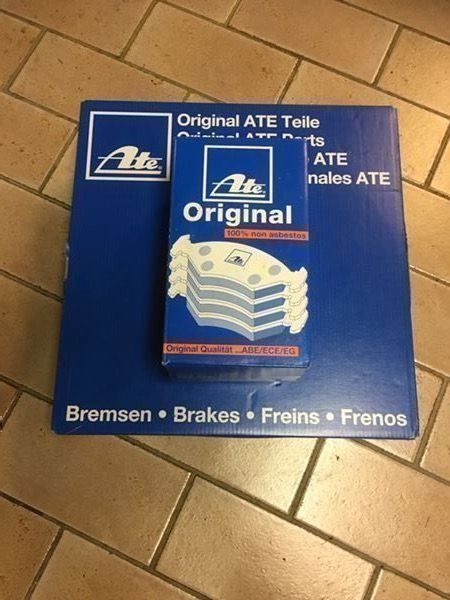 Ate
Original ATE Teile
Original ATE Parts
ATE
nales ATE
Ate
Original
100% non asbestos
Ate
Original Qualität ...ABE/ECE/EG
Bremsen • Brakes • Freins • Frenos